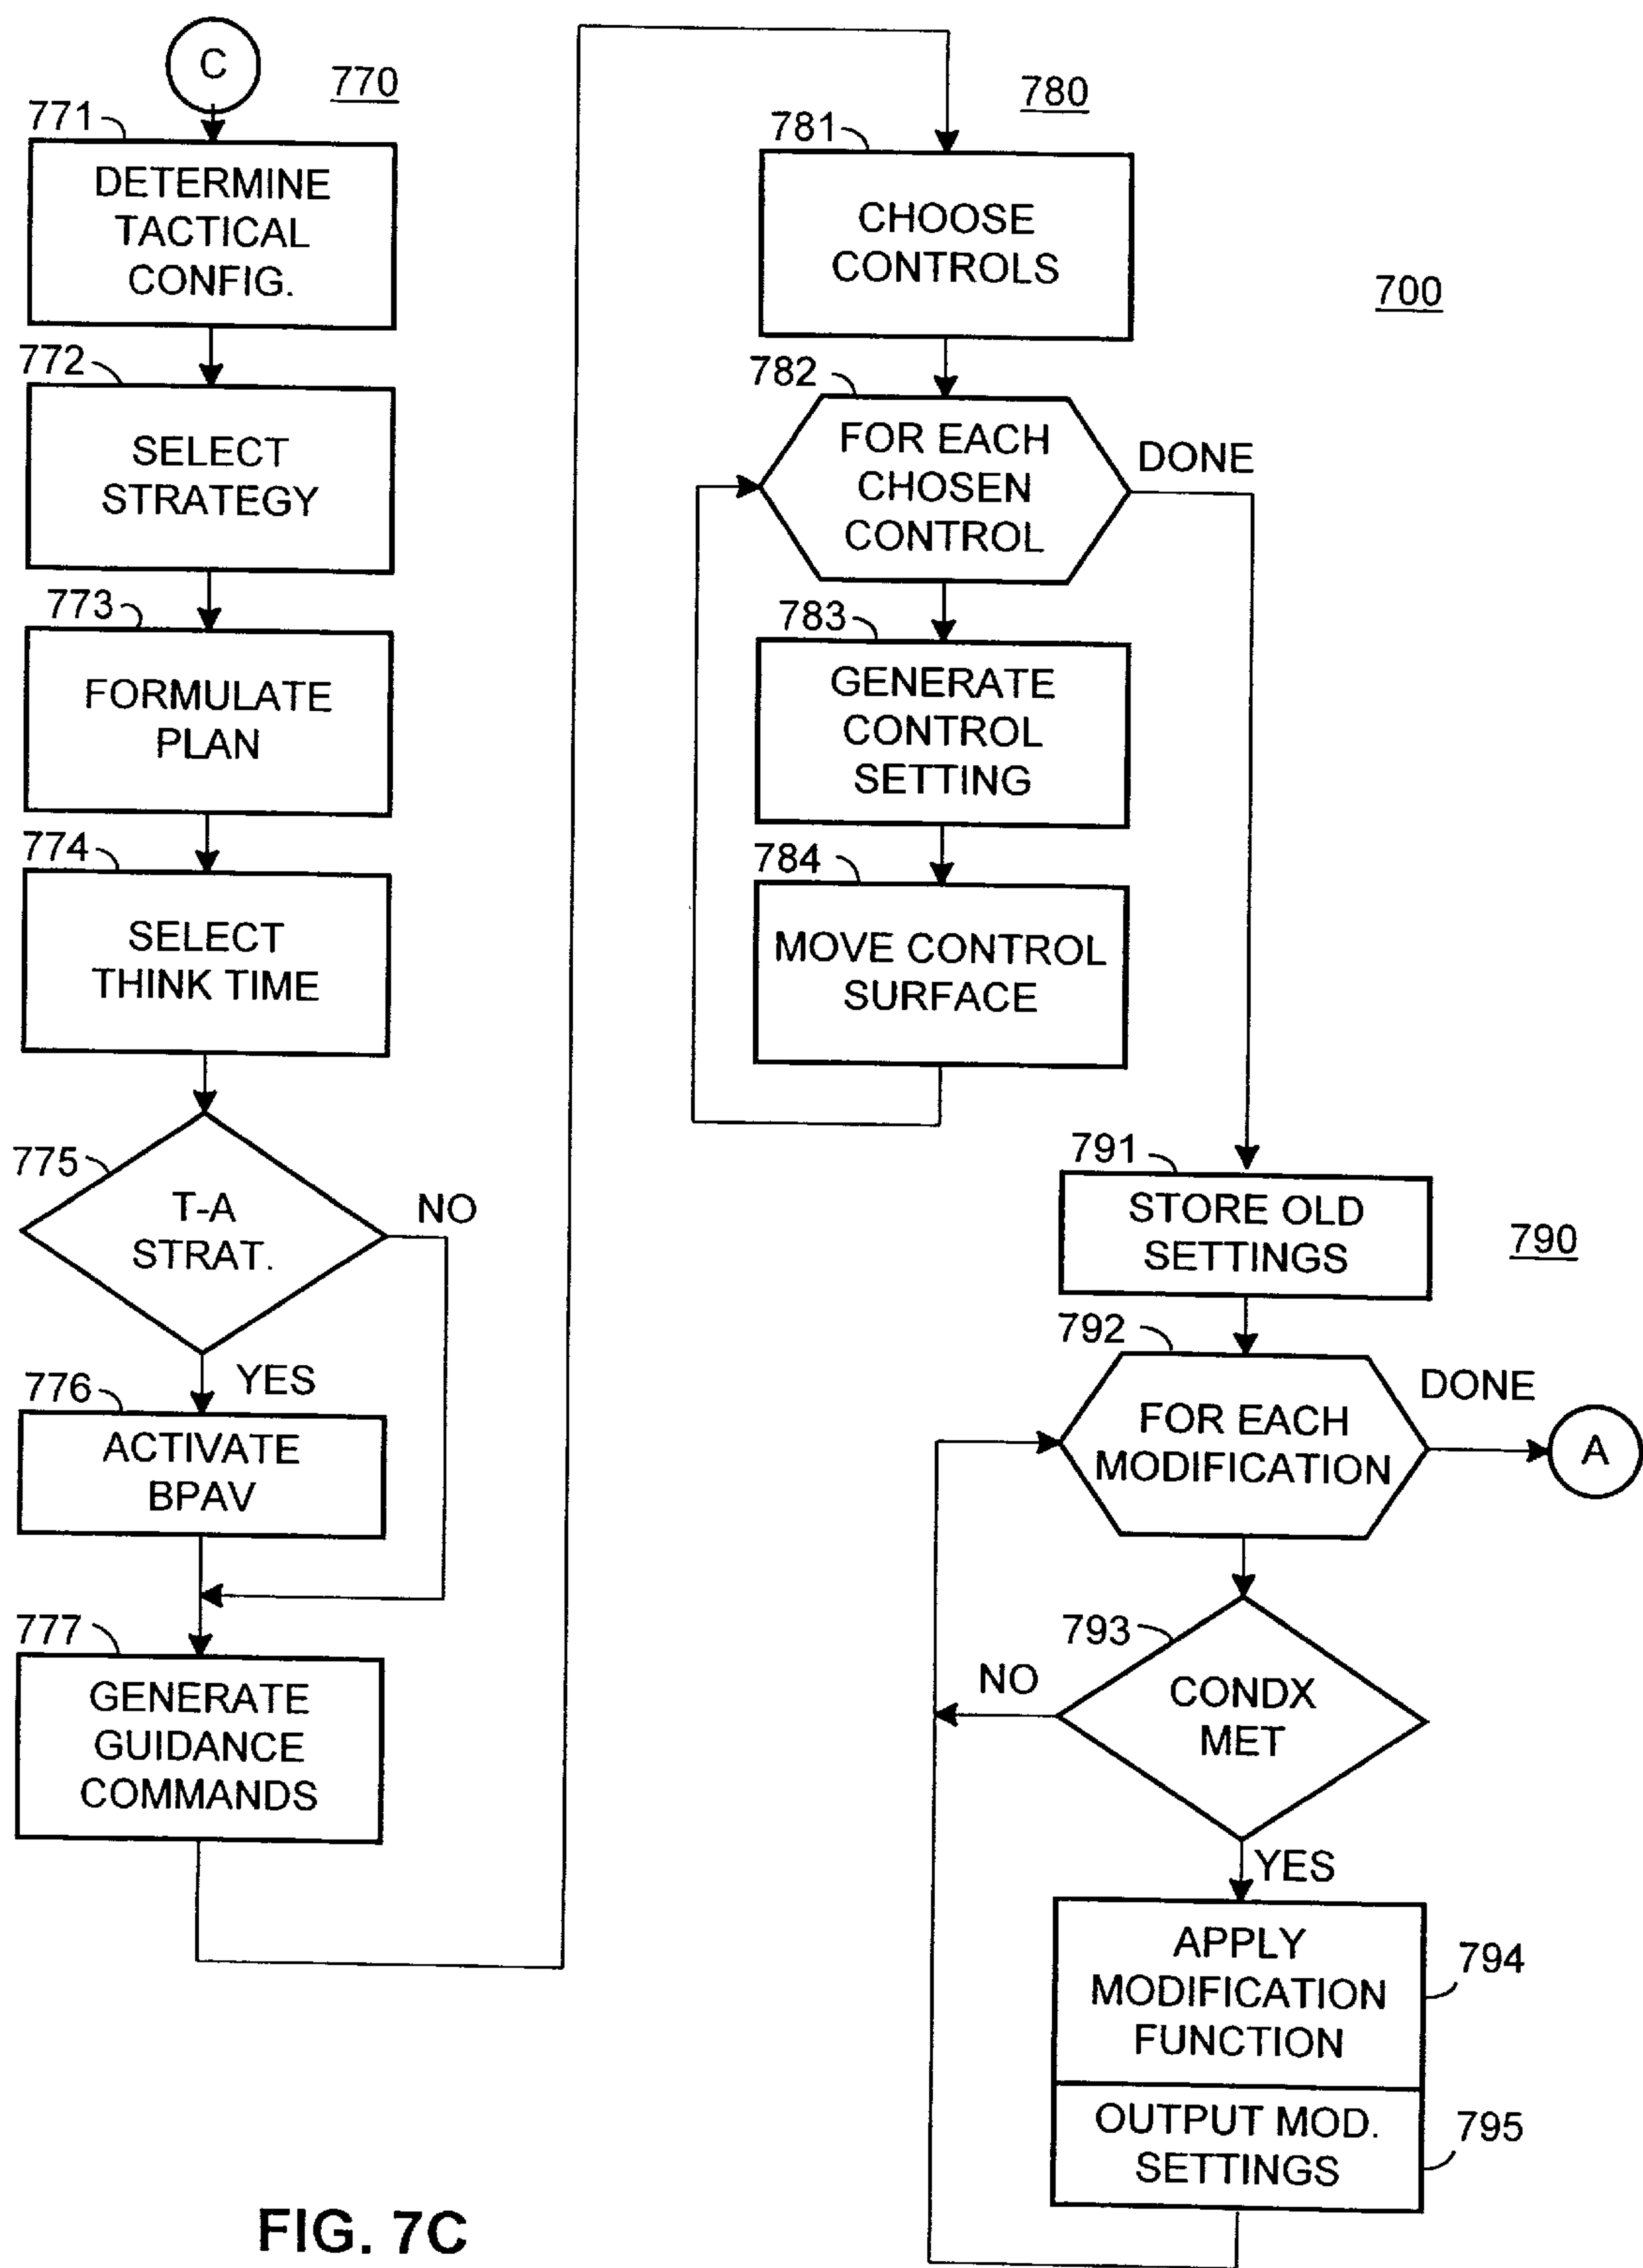 C
770
771
DETERMINE
TACTICAL
CONFIG.
772
SELECT
STRATEGY
773
FORMULATE
PLAN
774
SELECT
THINK TIME
775
T-A
STRAT.
NO
YES
776
ACTIVATE
BPAV
777
GENERATE
GUIDANCE
COMMANDS
780
781
CHOOSE
CONTROLS
700
782
FOR EACH
CHOSEN
CONTROL
DONE
783
GENERATE
CONTROL
SETTING
784
MOVE CONTROL
SURFACE
791
STORE OLD
SETTINGS
790
792
FOR EACH
MODIFICATION
DONE
A
793
CONDX
MET
NO
YES
APPLY
MODIFICATION
FUNCTION
794
OUTPUT MOD.
SETTINGS
795
FIG. 7C